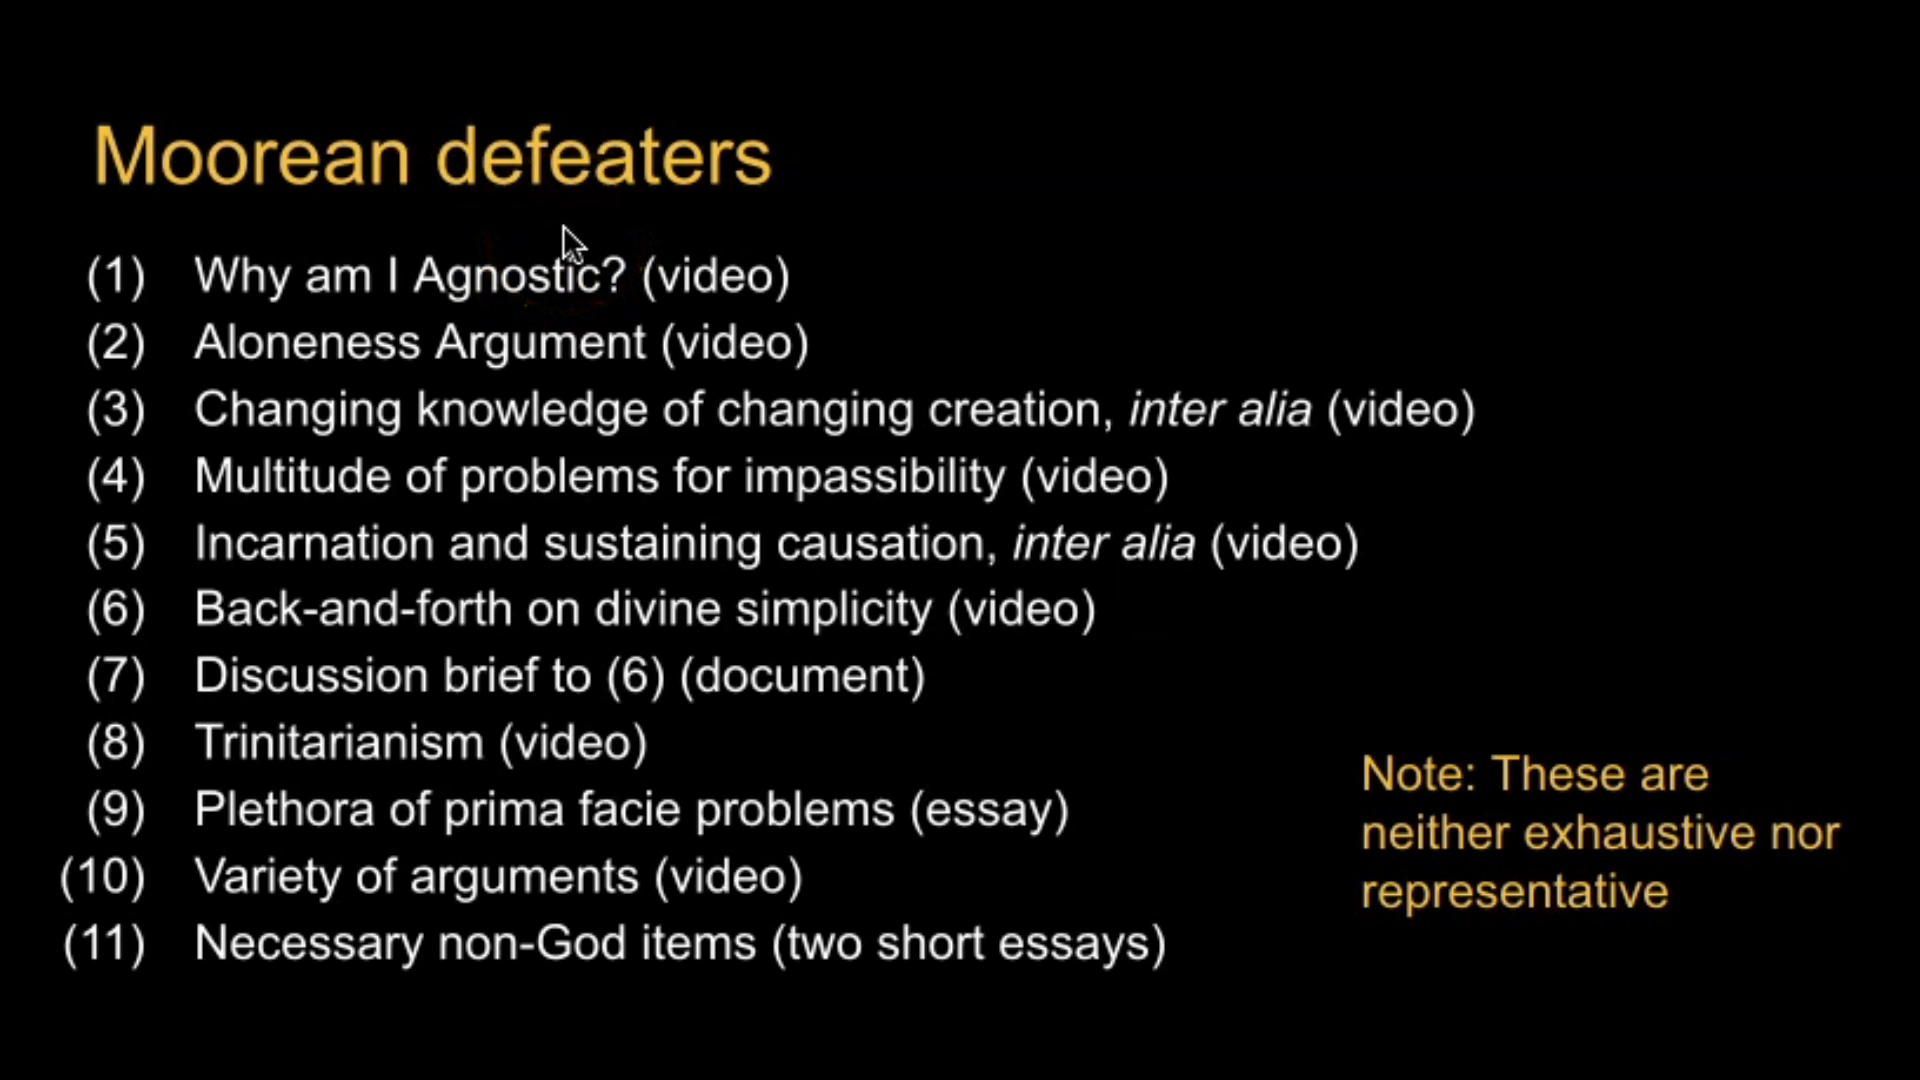 Moorean defeaters
(1) Why am I Agnostic? (video)
(2) Aloneness Argument (video)
(3) Changing knowledge of changing creation, inter alia (video)
(4) Multitude of problems for impassibility (video)
(5) Incarnation and sustaining causation, inter alia (video)
(6) Back-and-forth on divine simplicity (video)
(7) Discussion brief to (6) (document)
(8) Trinitarianism (video)
(9) Plethora of prima facie problems (essay)
(10) Variety of arguments (video)
(11) Necessary non-God items (two short essays)
Note: These are
neither exhaustive nor
representative